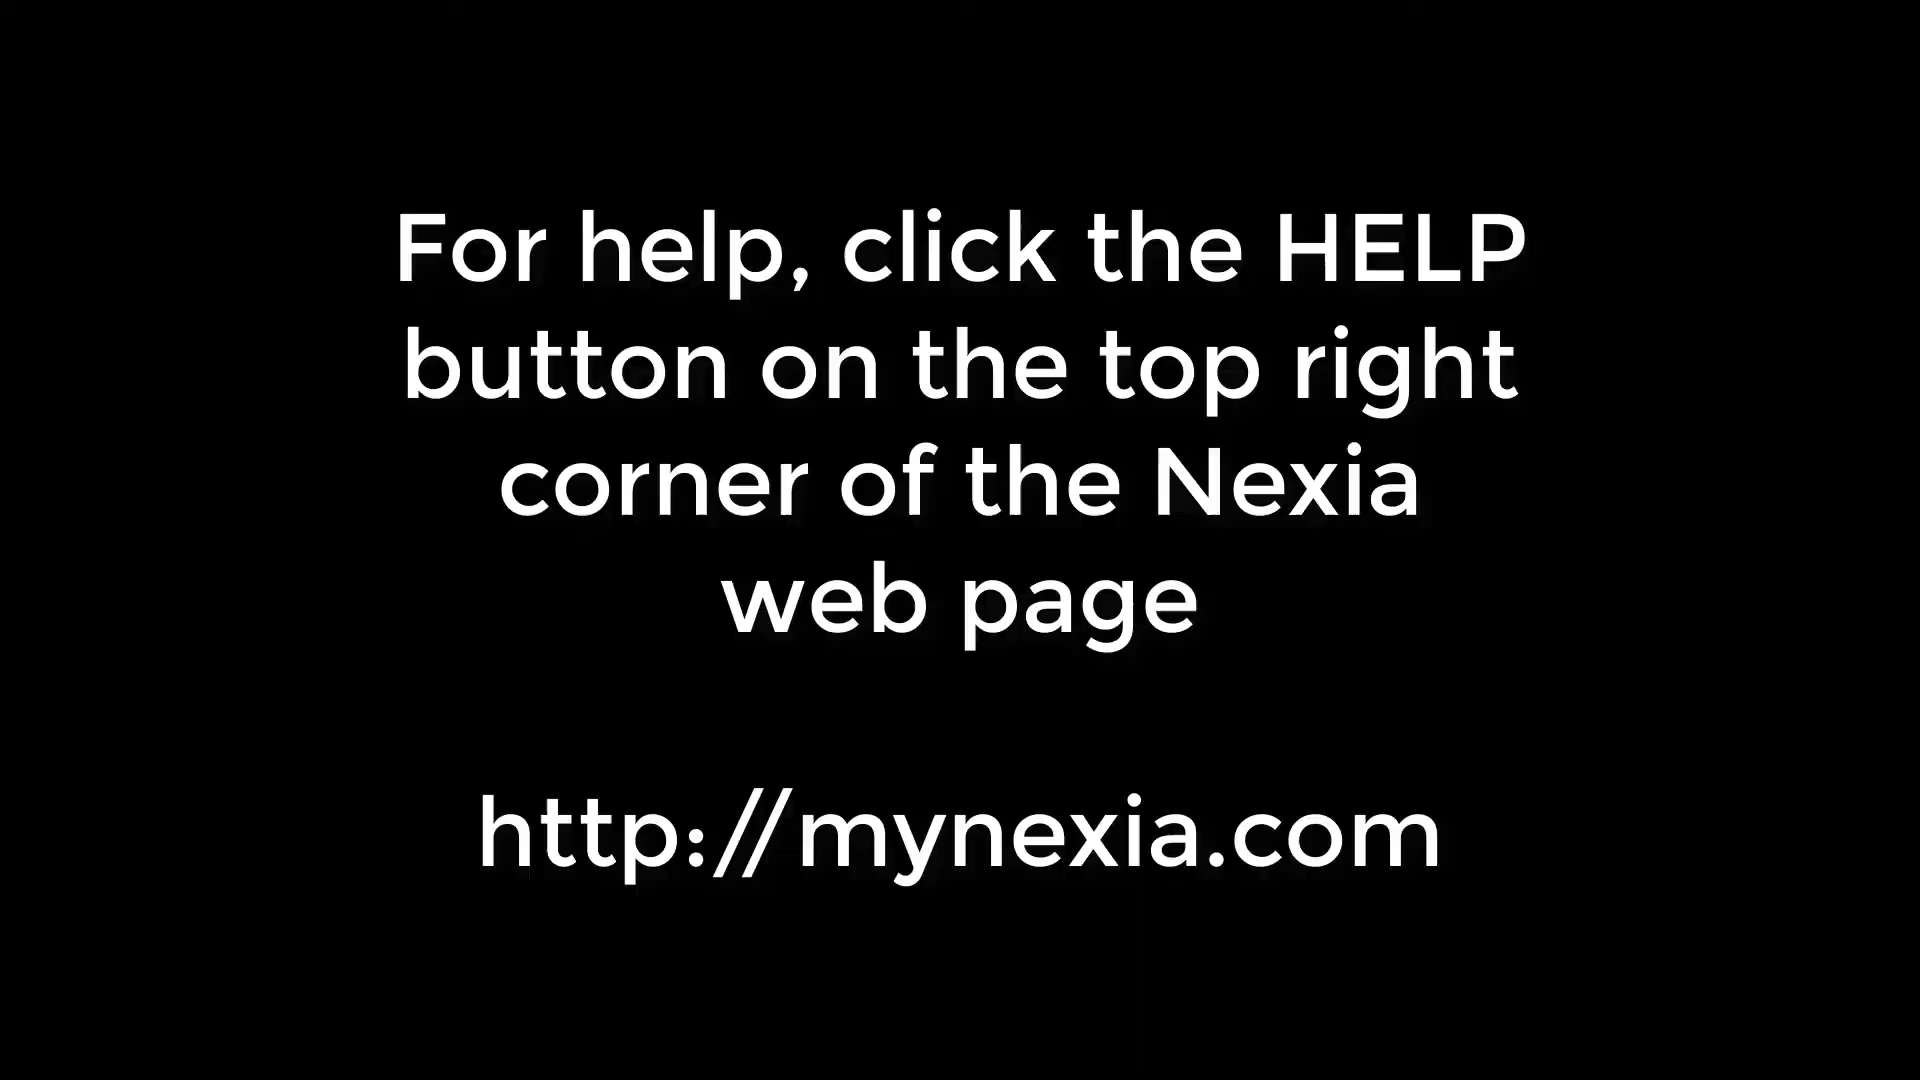 For help, click the HELP
button on the top right
corner of the Nexia
web page
http://mynexia.com